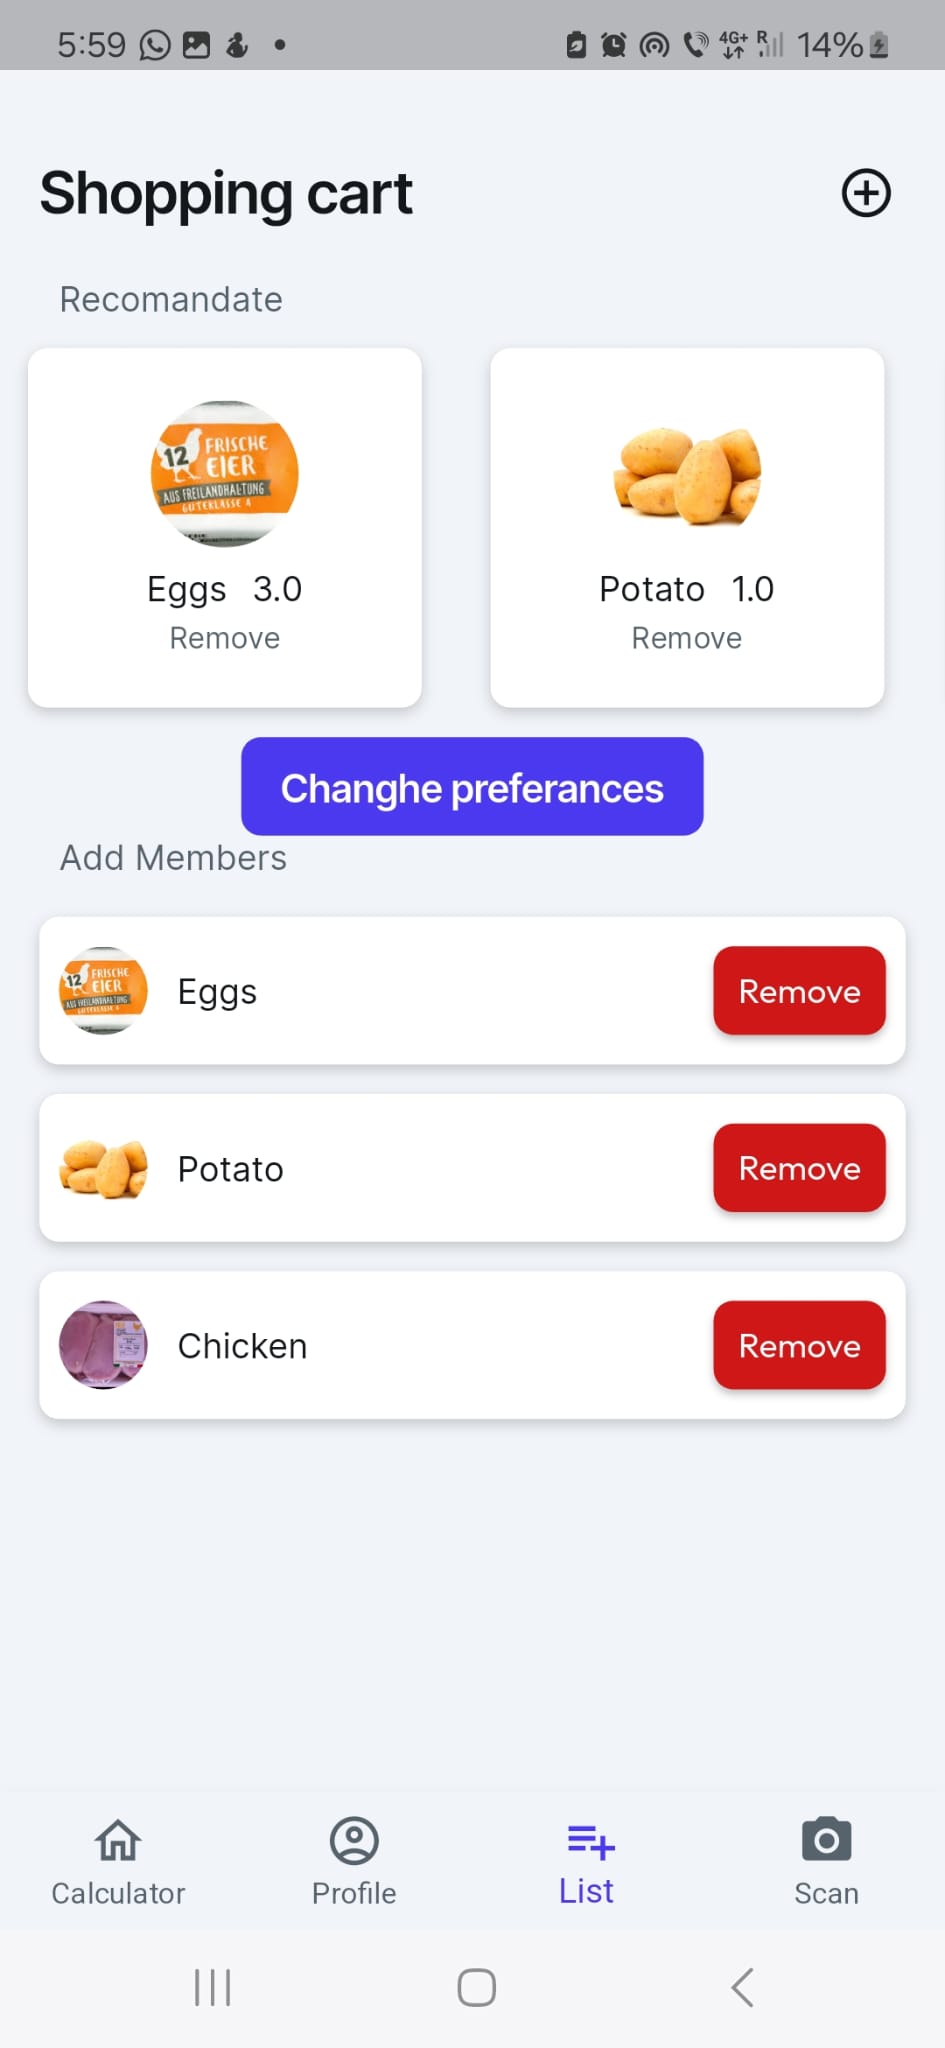 5:59
4G+ R 14%
Shopping cart
Recomandate
12 FRISCHE
EIER
AUS FREILANDHALTUNG
GÜTEKLASSE A
Eggs 3.0
Remove
Potato 1.0
Remove
Changhe preferances
Add Members
12 FRISCHE
EIER
AUS FREILANDHALTUNG
GÜTEKLASSE A
Eggs
Remove
Potato
Remove
Chicken
Remove
Calculator
Profile
List
Scan